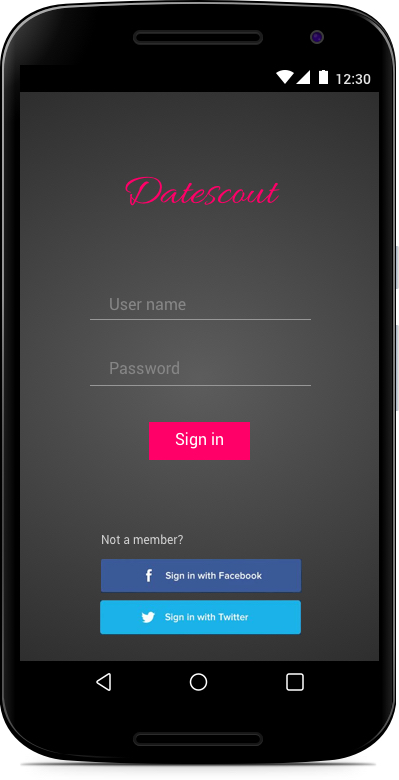 12:30
Datescout
User name
Password
Sign in
Not a member?
Sign in with Facebook
Sign in with Twitter